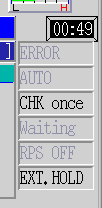 L H
00:49
ERROR
AUTO
CHK once
Waiting
RPS OFF
EXT.HOLD